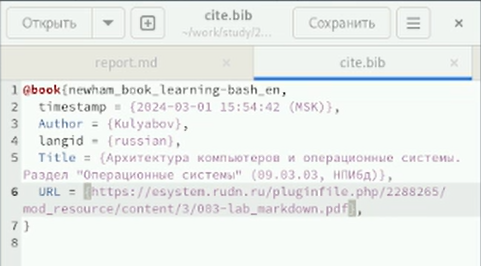 Открыть
cite.bib
~/work/study/2...
Сохранить
report.md
cite.bib
1 @book{newham_book_learning-bash_en,
2 timestamp = {2024-03-01 15:54:42 (MSK)},
3 Author = {Kulyabov},
4 langid = {russian},
5 Title = {Архитектура компьютеров и операционные системы.
Раздел "Операционные системы" (09.03.03, НПИбд)},
6 URL = {https://esystem.rudn.ru/pluginfile.php/2288265/
mod_resource/content/3/003-lab_markdown.pdf},
7 }
8